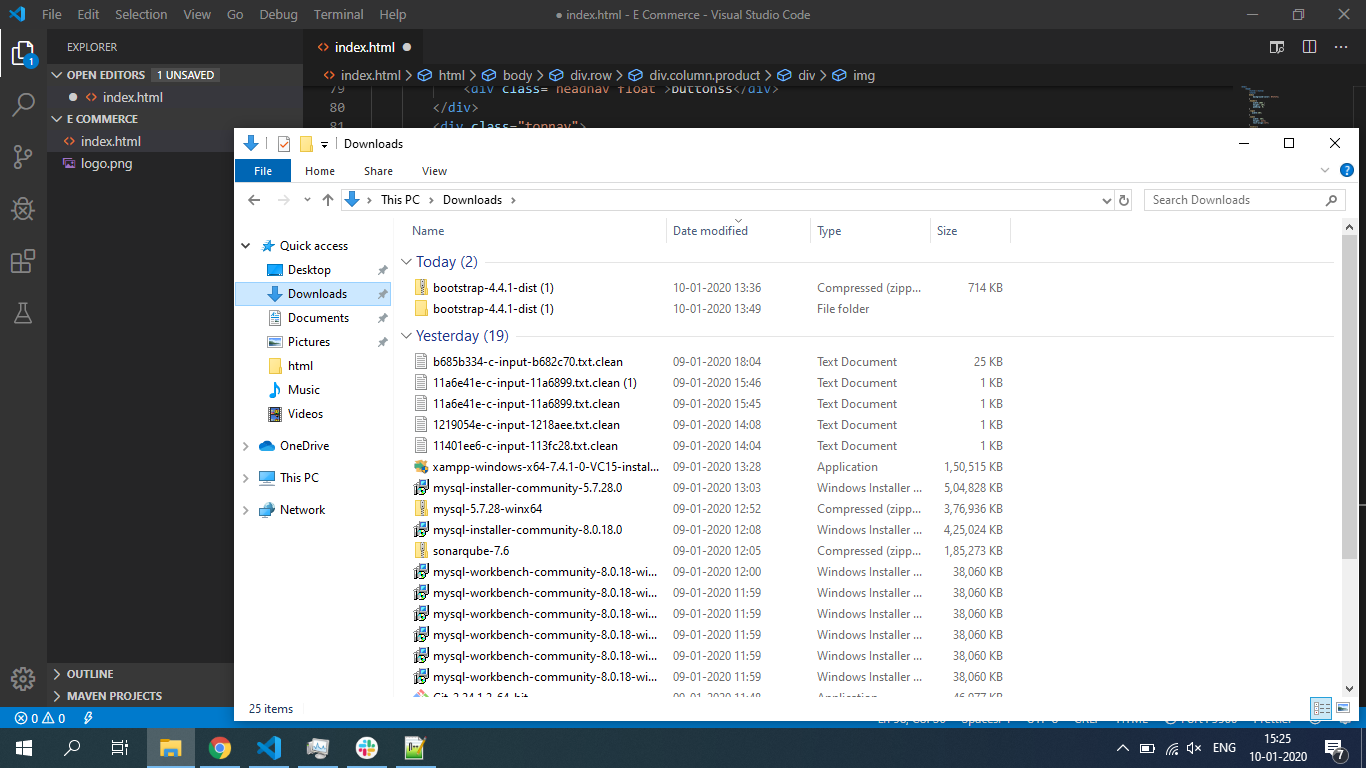 File Edit Selection View Go Debug Terminal Help ● index.html - E Commerce - Visual Studio Code
EXPLORER
index.html ●
OPEN EDITORS 1 UNSAVED
index.html > html > body > div.row > div.column.product > div > img
● index.html
79 <div class="headnav float">buttonss</div>
80 </div>
81 <div class="topnav">
E COMMERCE
index.html
logo.png
Downloads
File Home Share View
This PC > Downloads >
Search Downloads
Name Date modified Type Size
Quick access
Desktop
Downloads
Documents
Pictures
html
Music
Videos
OneDrive
This PC
Network
Today (2)
bootstrap-4.4.1-dist (1) 10-01-2020 13:36 Compressed (zipp... 714 KB
bootstrap-4.4.1-dist (1) 10-01-2020 13:49 File folder
Yesterday (19)
b685b334-c-input-b682c70.txt.clean 09-01-2020 18:04 Text Document 25 KB
11a6e41e-c-input-11a6899.txt.clean (1) 09-01-2020 15:46 Text Document 1 KB
11a6e41e-c-input-11a6899.txt.clean 09-01-2020 15:45 Text Document 1 KB
1219054e-c-input-1218aee.txt.clean 09-01-2020 14:08 Text Document 1 KB
11401ee6-c-input-113fc28.txt.clean 09-01-2020 14:04 Text Document 1 KB
xampp-windows-x64-7.4.1-0-VC15-instal... 09-01-2020 13:28 Application 1,50,515 KB
mysql-installer-community-5.7.28.0 09-01-2020 13:03 Windows Installer ... 5,04,828 KB
mysql-5.7.28-winx64 09-01-2020 12:52 Compressed (zipp... 3,76,936 KB
mysql-installer-community-8.0.18.0 09-01-2020 12:08 Windows Installer ... 4,25,024 KB
sonarqube-7.6 09-01-2020 12:05 Compressed (zipp... 1,85,273 KB
mysql-workbench-community-8.0.18-wi... 09-01-2020 12:00 Windows Installer ... 38,060 KB
mysql-workbench-community-8.0.18-wi... 09-01-2020 11:59 Windows Installer ... 38,060 KB
mysql-workbench-community-8.0.18-wi... 09-01-2020 11:59 Windows Installer ... 38,060 KB
mysql-workbench-community-8.0.18-wi... 09-01-2020 11:59 Windows Installer ... 38,060 KB
mysql-workbench-community-8.0.18-wi... 09-01-2020 11:59 Windows Installer ... 38,060 KB
mysql-workbench-community-8.0.18-wi... 09-01-2020 11:59 Windows Installer ... 38,060 KB
Git-2.24.1.2-64-bit 09-01-2020 11:48 Application 46,977 KB
25 items
OUTLINE
MAVEN PROJECTS
0 0
ENG
15:25
10-01-2020
7